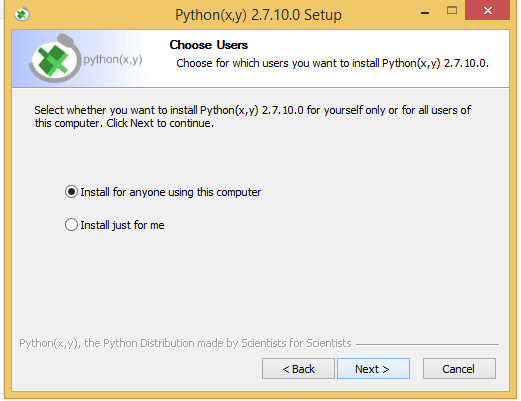 Python(x,y) 2.7.10.0 Setup
python(x,y)
Choose Users
Choose for which users you want to install Python(x,y) 2.7.10.0.
Select whether you want to install Python(x,y) 2.7.10.0 for yourself only or for all users of
this computer. Click Next to continue.
Install for anyone using this computer
Install just for me
Python(x,y), the Python Distribution made by Scientists for Scientists
< Back
Next >
Cancel